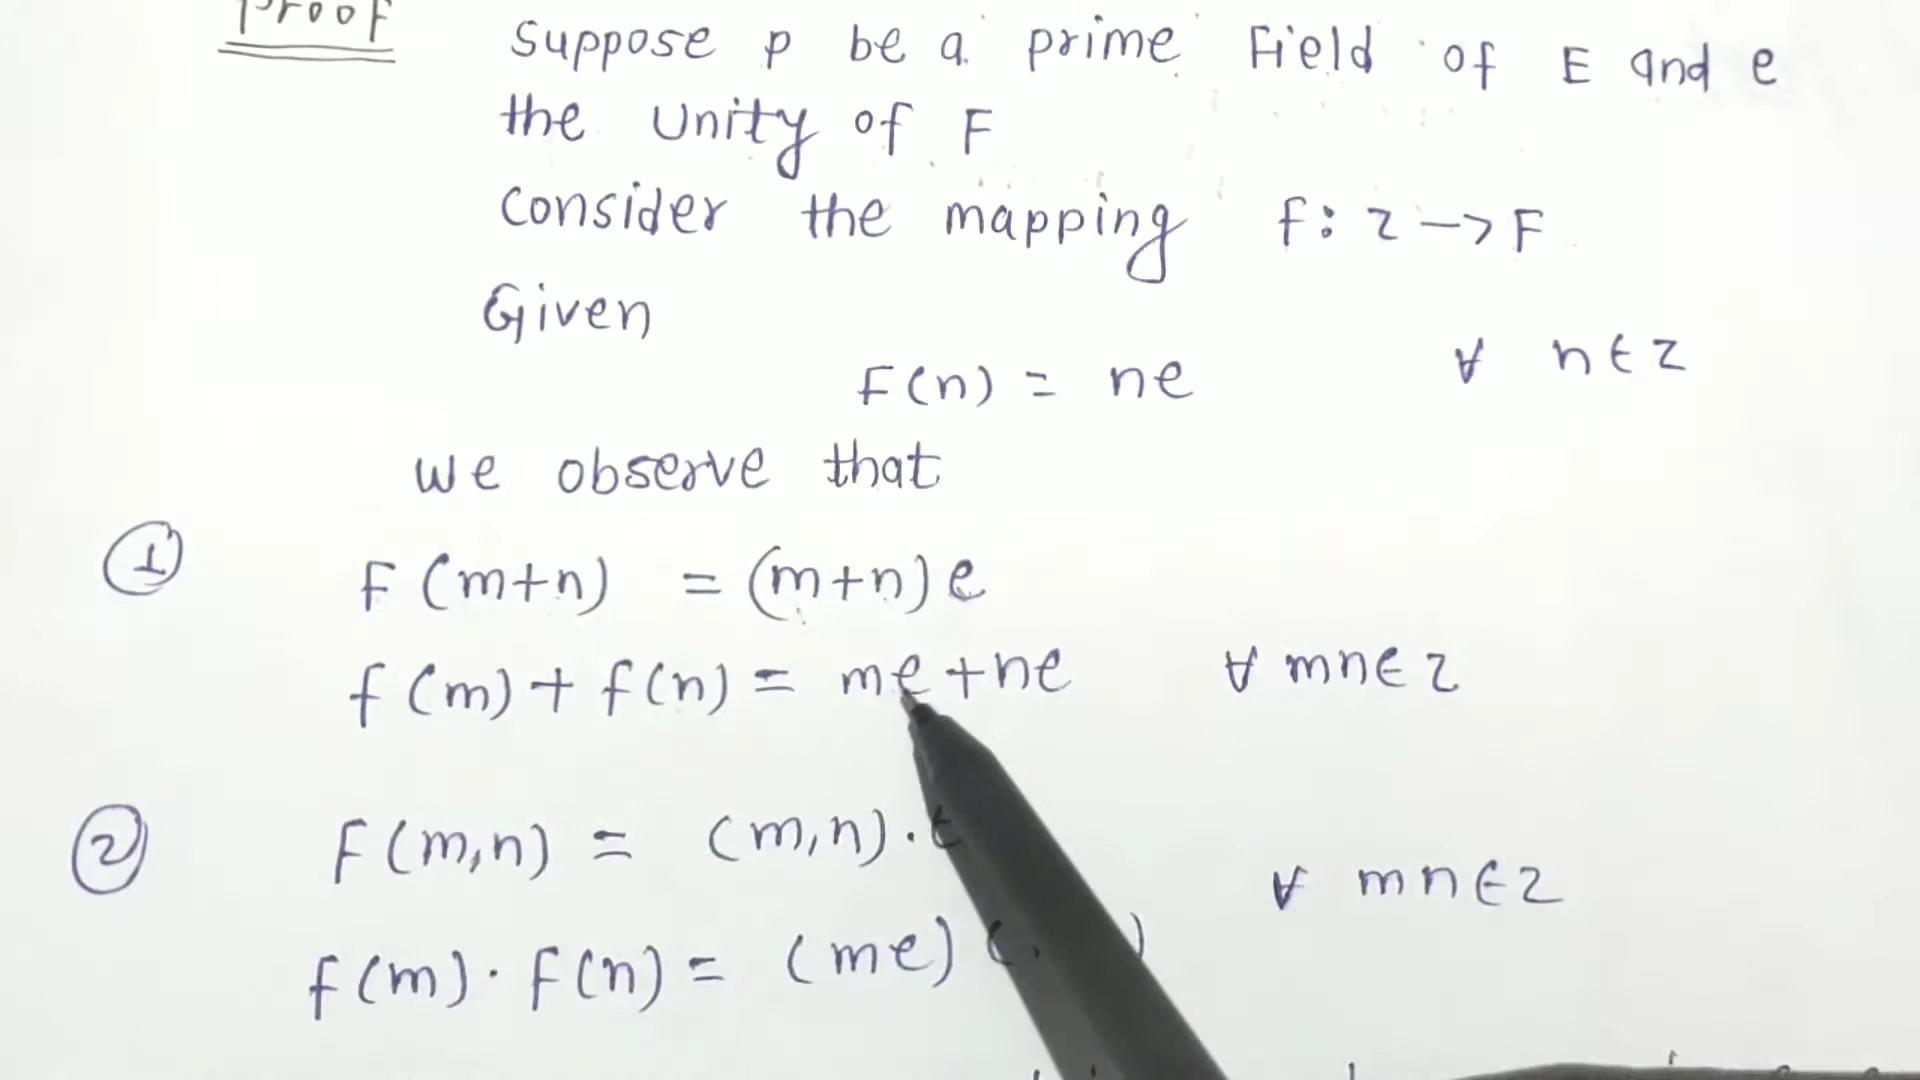 Proof
Suppose p be a prime Field of E and e
the Unity of F
Consider the mapping f: z -> F
Given
F(n) = ne ∀ n∈z
we observe that
① F(m+n) = (m+n)e
f(m) + f(n) = me+ne ∀ mn∈z
② F(m,n) = (m,n)·e
∀ mn∈z
f(m)·F(n) = (me)